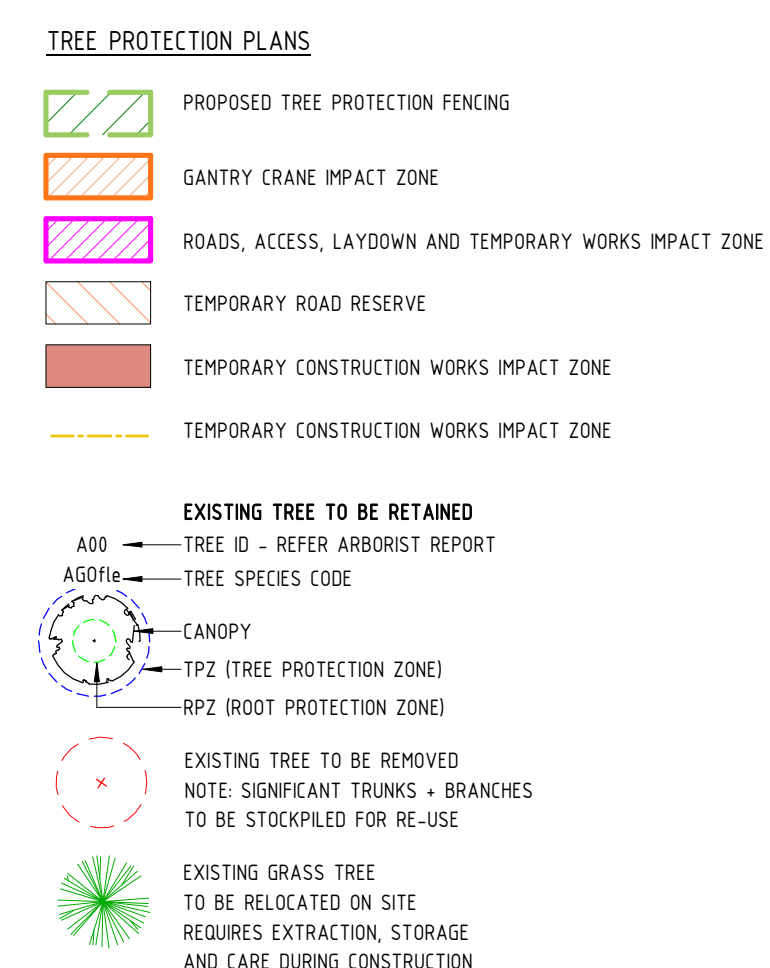 TREE PROTECTION PLANS
PROPOSED TREE PROTECTION FENCING
GANTRY CRANE IMPACT ZONE
ROADS, ACCESS, LAYDOWN AND TEMPORARY WORKS IMPACT ZONE
TEMPORARY ROAD RESERVE
TEMPORARY CONSTRUCTION WORKS IMPACT ZONE
TEMPORARY CONSTRUCTION WORKS IMPACT ZONE
EXISTING TREE TO BE RETAINED
A00 TREE ID - REFER ARBORIST REPORT
AGOfle TREE SPECIES CODE
CANOPY
TPZ (TREE PROTECTION ZONE)
RPZ (ROOT PROTECTION ZONE)
EXISTING TREE TO BE REMOVED
NOTE: SIGNIFICANT TRUNKS + BRANCHES
TO BE STOCKPILED FOR RE-USE
EXISTING GRASS TREE
TO BE RELOCATED ON SITE
REQUIRES EXTRACTION, STORAGE
AND CARE DURING CONSTRUCTION